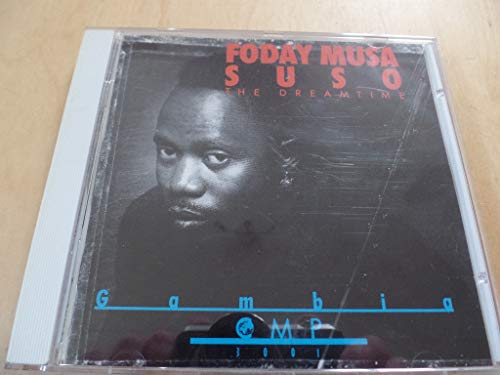 FODAY MUSA
SUSO
THE DREAMTIME
Gambia
CMP
3001